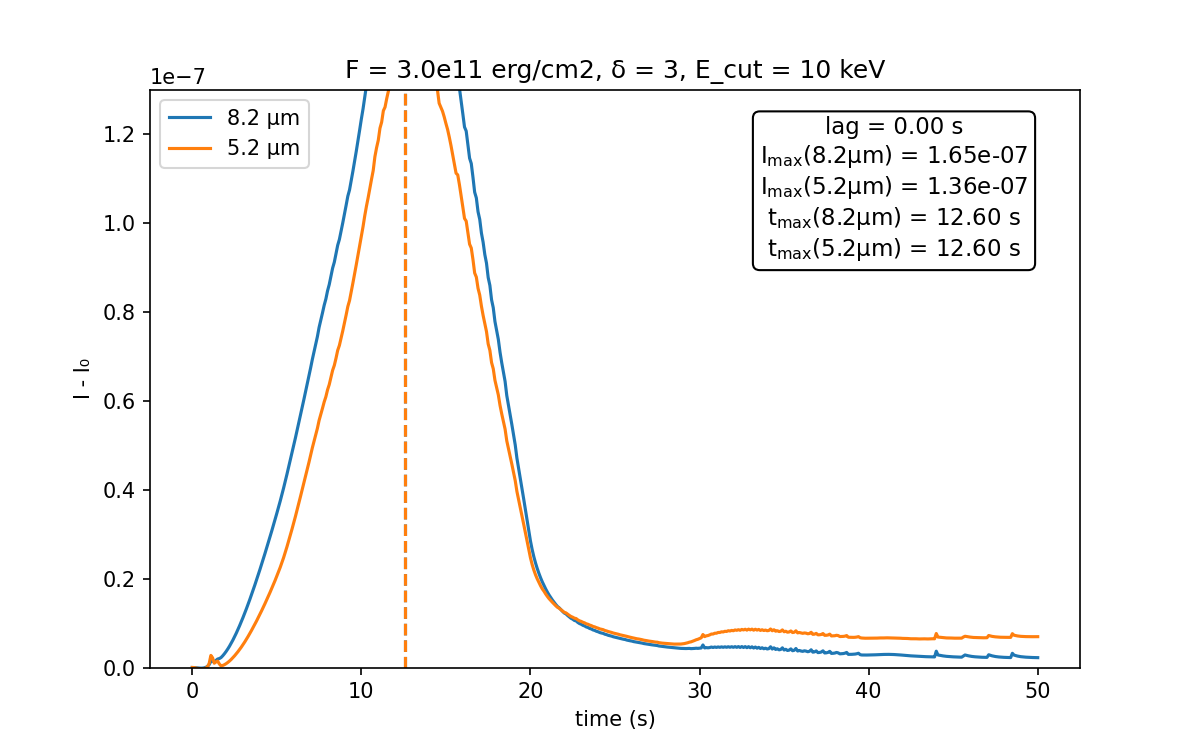 F = 3.0e11 erg/cm2, δ = 3, E_cut = 10 keV
1e−7
8.2 μm
5.2 μm
lag = 0.00 s
Imax(8.2μm) = 1.65e-07
Imax(5.2μm) = 1.36e-07
tmax(8.2μm) = 12.60 s
tmax(5.2μm) = 12.60 s
1.2
1.0
0.8
0.6
0.4
0.2
0.0
I - I₀
0 10 20 30 40 50
time (s)